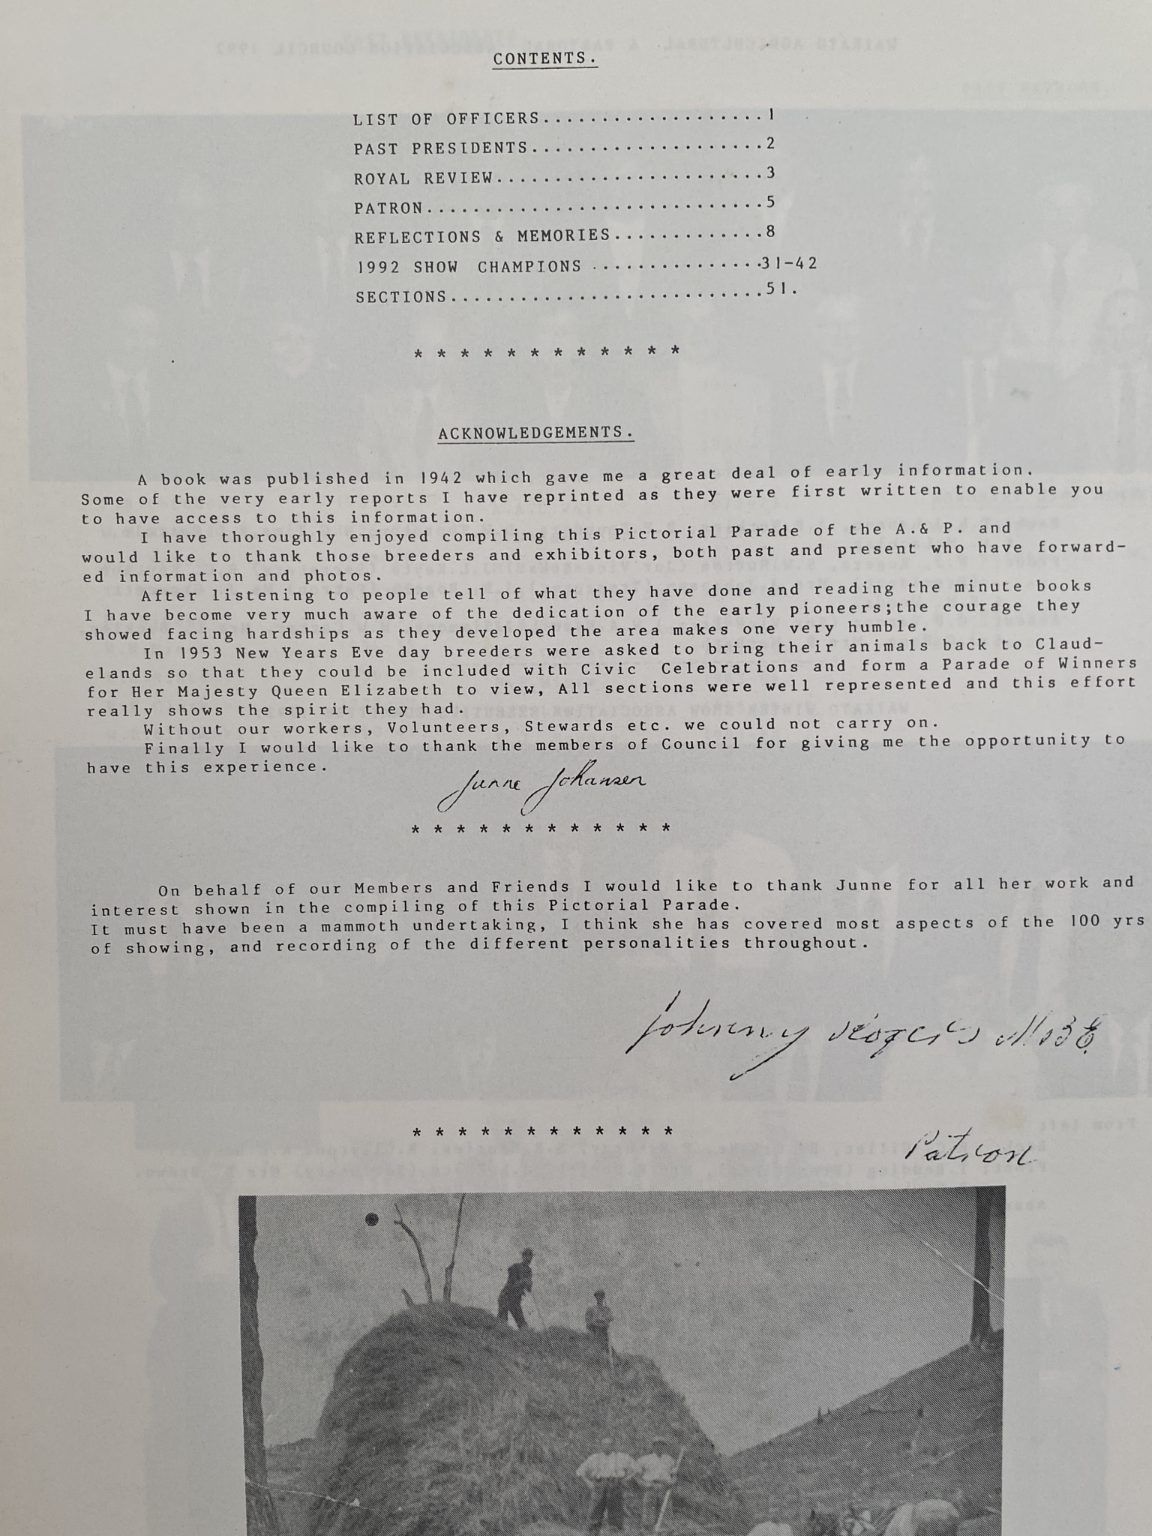 CONTENTS.
LIST OF OFFICERS...................1
PAST PRESIDENTS....................2
ROYAL REVIEW.......................3
PATRON.............................5
REFLECTIONS & MEMORIES.............8
1992 SHOW CHAMPIONS ...............31-42
SECTIONS...........................51.
* * * * * * * * * * * *
ACKNOWLEDGEMENTS.
A book was published in 1942 which gave me a great deal of early information.
Some of the very early reports I have reprinted as they were first written to enable you
to have access to this information.
I have thoroughly enjoyed compiling this Pictorial Parade of the A.& P. and
would like to thank those breeders and exhibitors, both past and present who have forward-
ed information and photos.
After listening to people tell of what they have done and reading the minute books
I have become very much aware of the dedication of the early pioneers;the courage they
showed facing hardships as they developed the area makes one very humble.
In 1953 New Years Eve day breeders were asked to bring their animals back to Claud-
elands so that they could be included with Civic Celebrations and form a Parade of Winners
for Her Majesty Queen Elizabeth to view, All sections were well represented and this effort
really shows the spirit they had.
Without our workers, Volunteers, Stewards etc. we could not carry on.
Finally I would like to thank the members of Council for giving me the opportunity to
have this experience.
Junne Johansen
* * * * * * * * * * * *
On behalf of our Members and Friends I would like to thank Junne for all her work and
interest shown in the compiling of this Pictorial Parade.
It must have been a mammoth undertaking, I think she has covered most aspects of the 100 yrs
of showing, and recording of the different personalities throughout.
Johnny Rogers MBE
* * * * * * * * * * * *
Patron